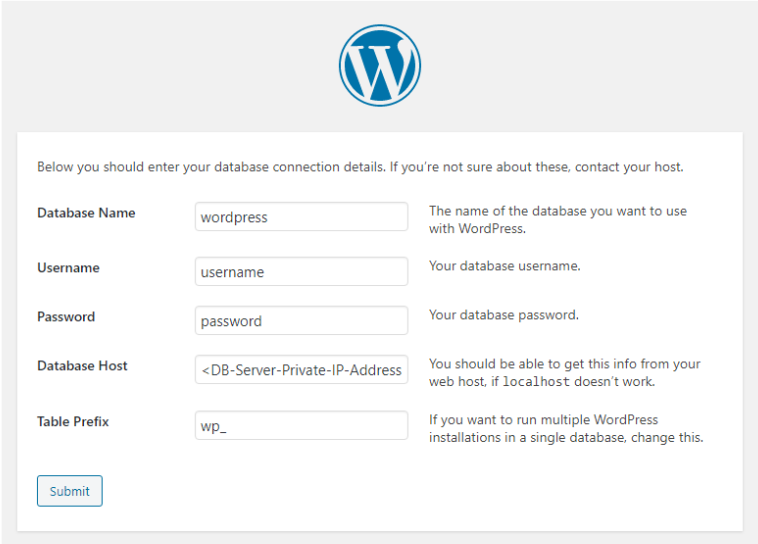 Below you should enter your database connection details. If you're not sure about these, contact your host.
Database Name
wordpress
The name of the database you want to use
with WordPress.
Username
username
Your database username.
Password
password
Your database password.
Database Host
<DB-Server-Private-IP-Address
You should be able to get this info from your
web host, if localhost doesn't work.
Table Prefix
wp_
If you want to run multiple WordPress
installations in a single database, change this.
Submit